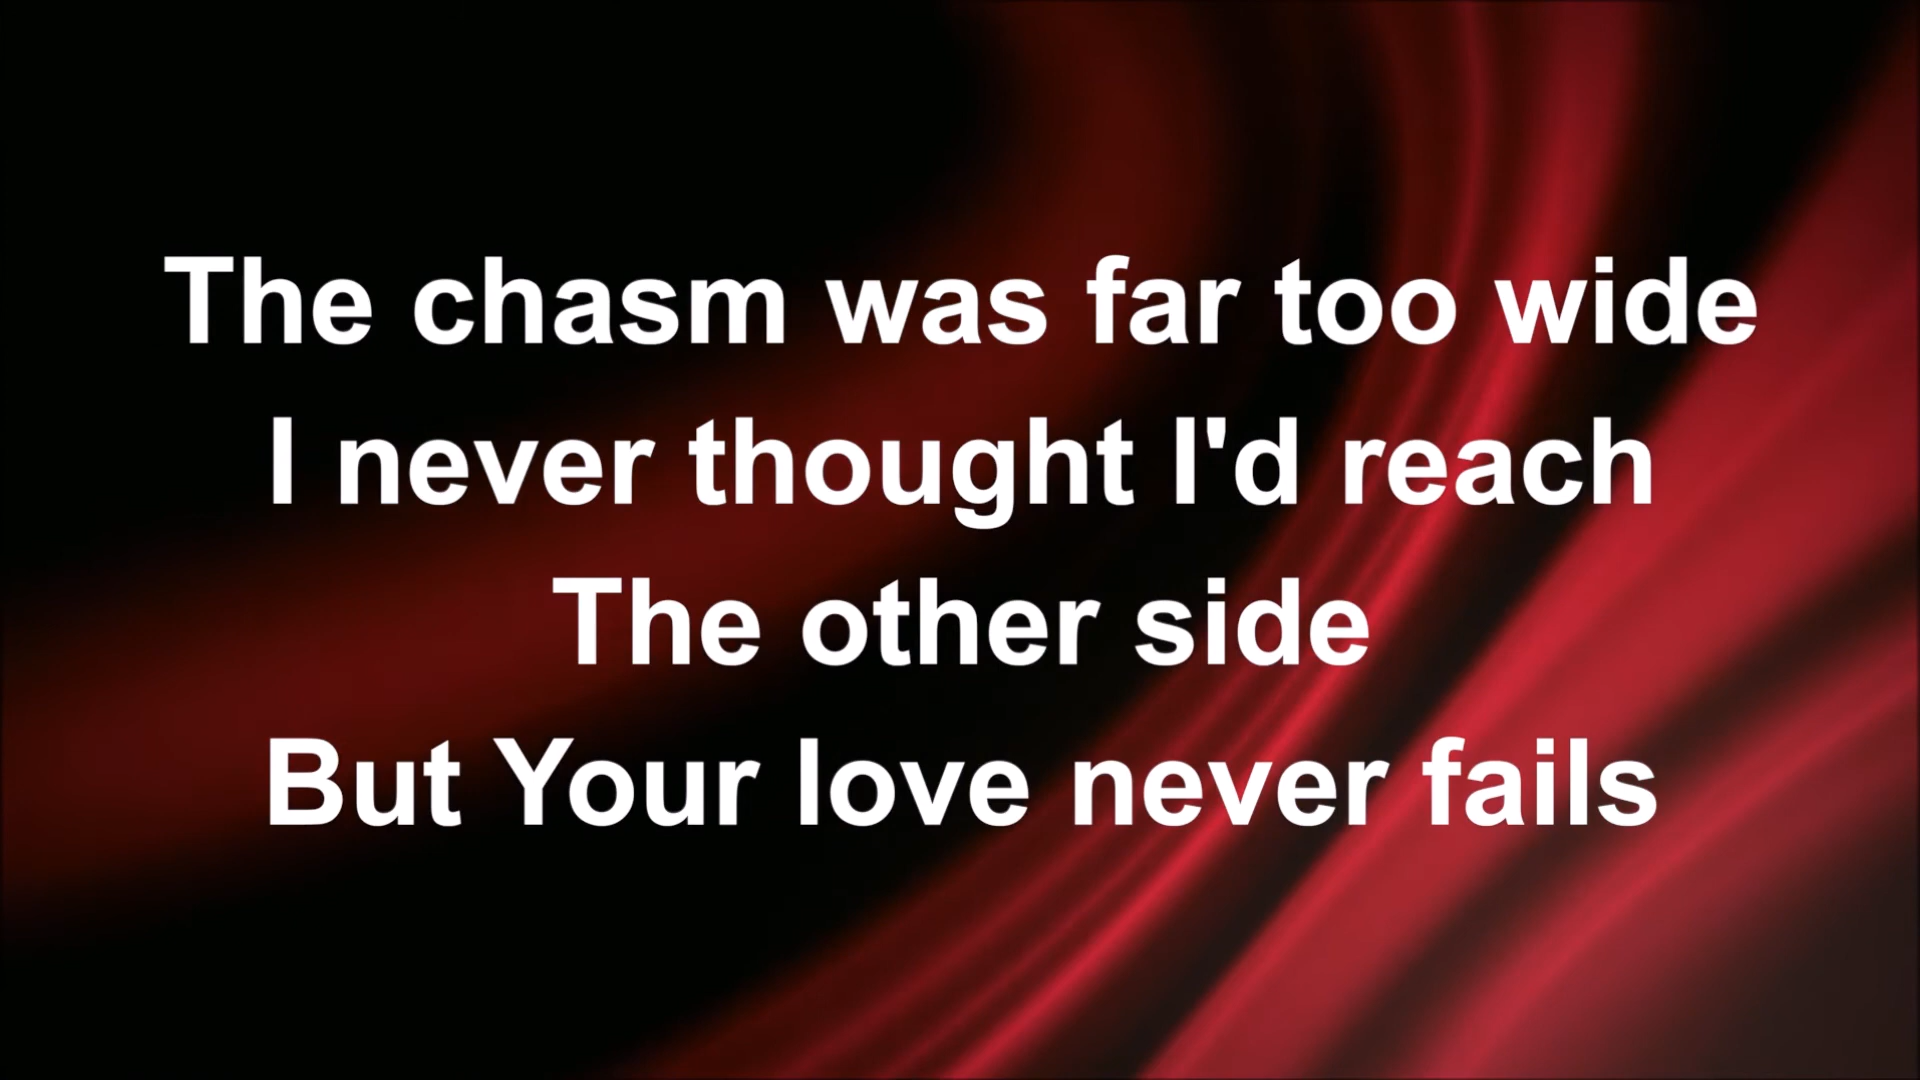 The chasm was far too wide
I never thought I'd reach
The other side
But Your love never fails